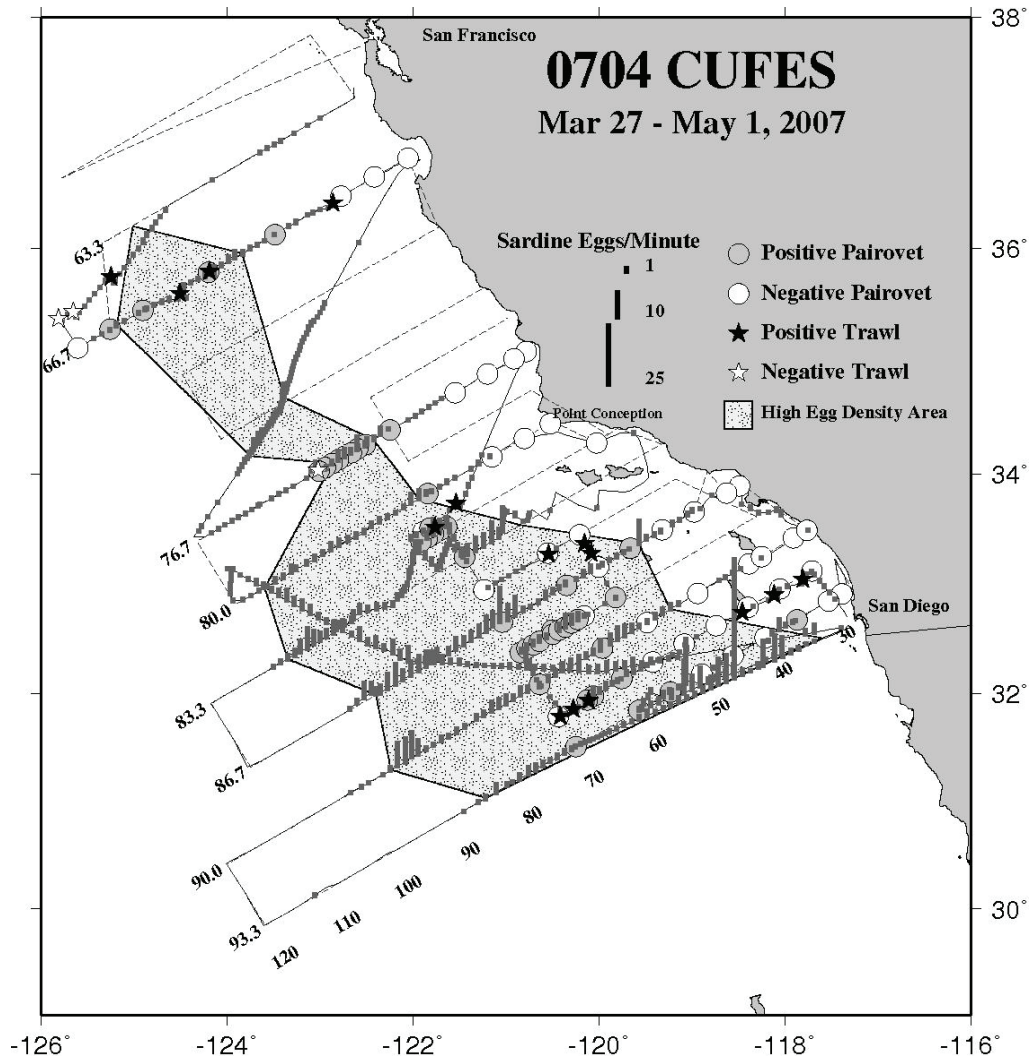 San Francisco
0704 CUFES
Mar 27 - May 1, 2007
38°
36°
34°
32°
30°
Sardine Eggs/Minute
1
10
25
Positive Pairovet
Negative Pairovet
Positive Trawl
Negative Trawl
High Egg Density Area
Point Conception
San Diego
63.3
66.7
76.7
80.0
83.3
86.7
90.0
93.3
30
40
50
60
70
80
90
100
110
120
-126°
-124°
-122°
-120°
-118°
-116°